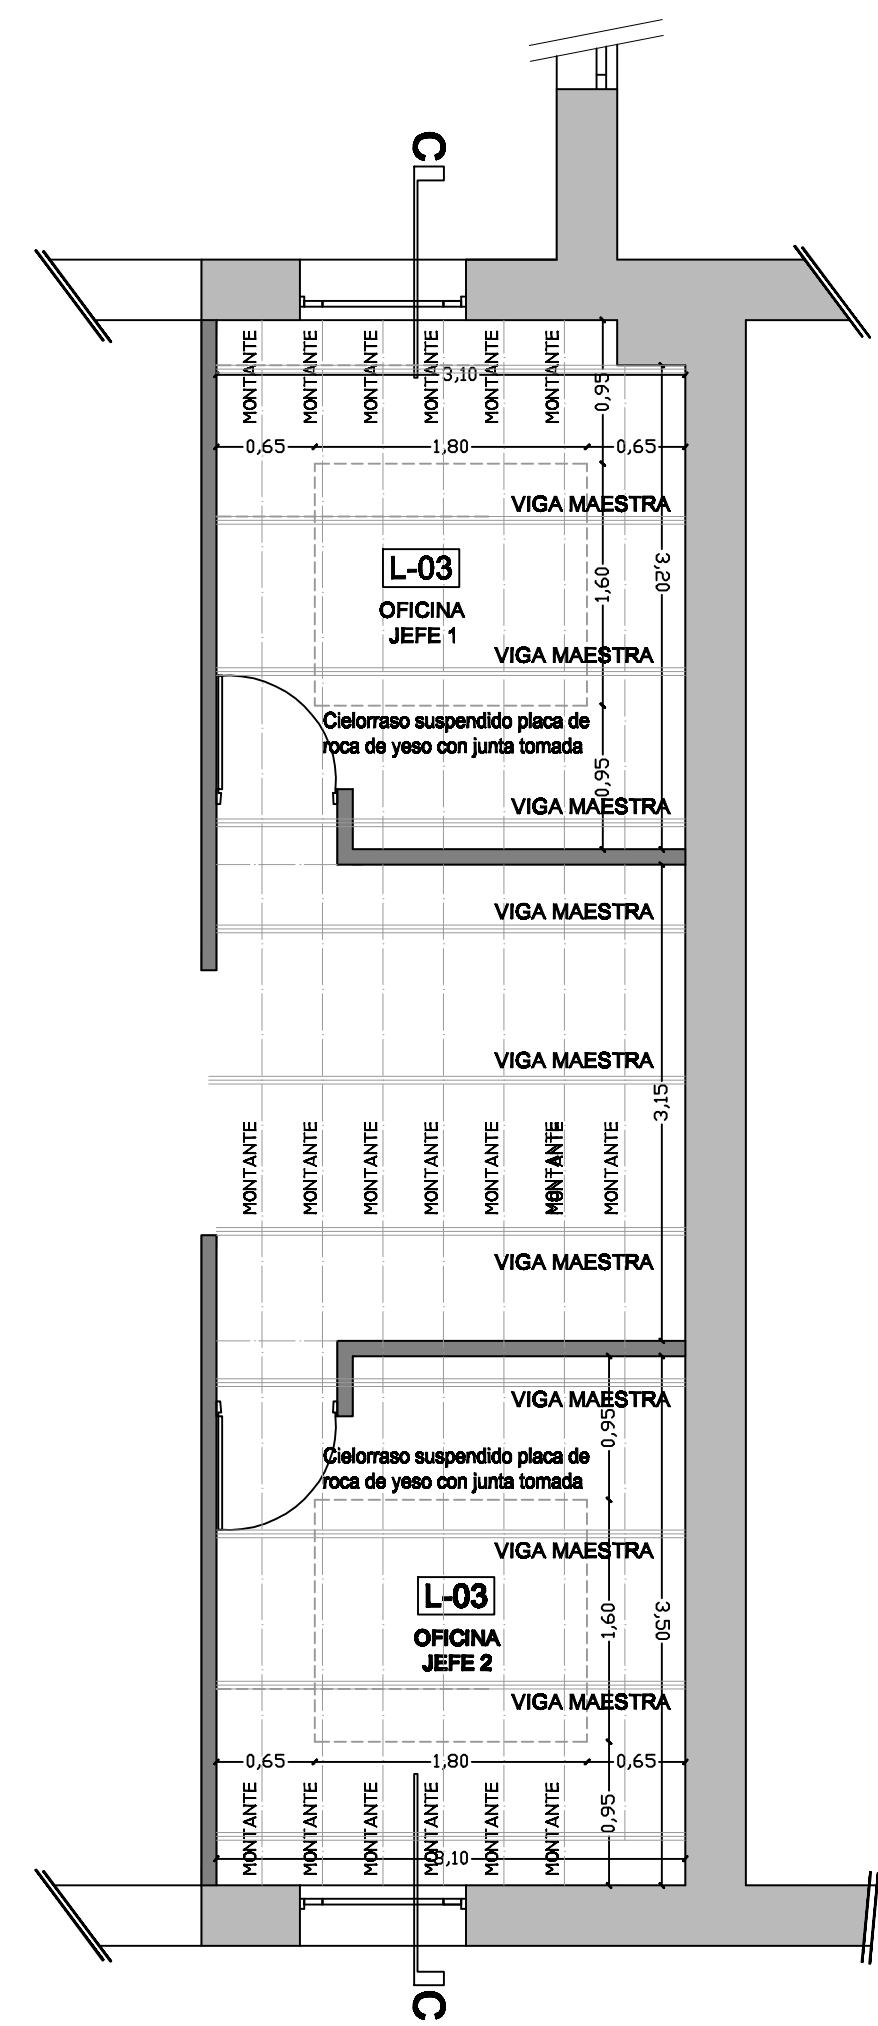 C
MONTANTE
MONTANTE
MONTANTE
MONTANTE
MONTANTE
MONTANTE
3,10
0,95
0,65
1,80
0,65
VIGA MAESTRA
L-03
3,20
1,60
OFICINA
JEFE 1
VIGA MAESTRA
Cielorraso suspendido placa de
roca de yeso con junta tomada
0,95
VIGA MAESTRA
VIGA MAESTRA
VIGA MAESTRA
3,15
MONTANTE
MONTANTE
MONTANTE
MONTANTE
MONTANTE
MONTANTE
MONTANTE
MONTANTE
VIGA MAESTRA
VIGA MAESTRA
0,95
Cielorraso suspendido placa de
roca de yeso con junta tomada
VIGA MAESTRA
L-03
1,60
3,50
OFICINA
JEFE 2
VIGA MAESTRA
0,65
1,80
0,65
MONTANTE
MONTANTE
MONTANTE
MONTANTE
MONTANTE
MONTANTE
0,95
3,10
C